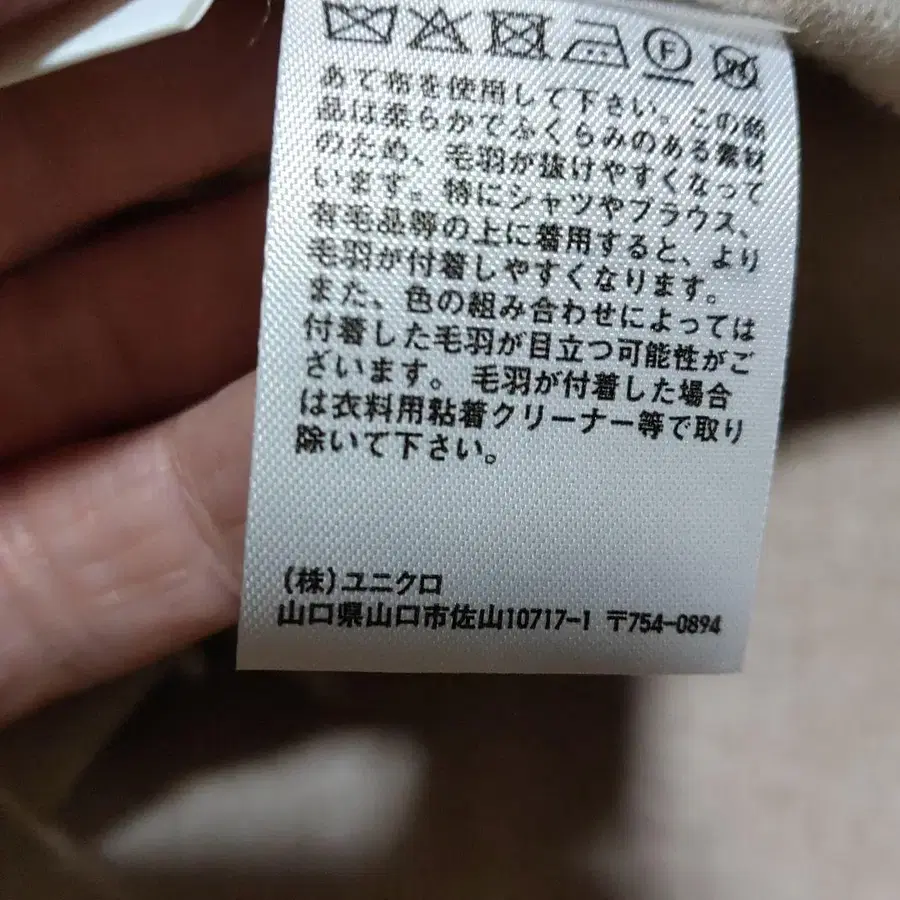 F
W
あて布を使用して下さい。この商
品は柔らかでふくらみのある素材
のため、毛羽が抜けやすくなって
います。特にシャツやブラウス、
有毛品等の上に着用すると、より
毛羽が付着しやすくなります。
また、色の組み合わせによっては
付着した毛羽が目立つ可能性がご
ざいます。 毛羽が付着した場合
は衣料用粘着クリーナー等で取り
除いて下さい。
(株)ユニクロ
山口県山口市佐山10717-1 〒754-0894